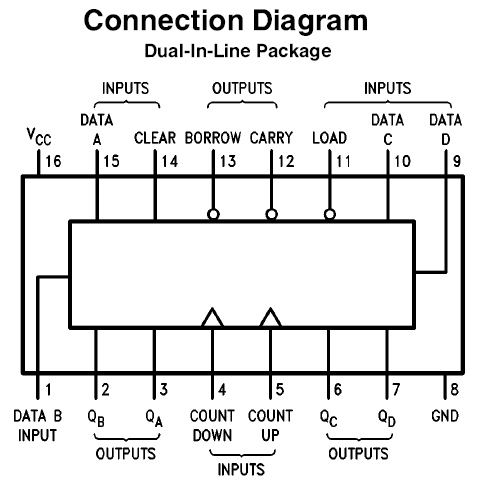 Connection Diagram
Dual-In-Line Package
INPUTS OUTPUTS INPUTS
DATA DATA DATA
VCC A CLEAR BORROW CARRY LOAD C D
16 15 14 13 12 11 10 9
1 2 3 4 5 6 7 8
DATA B QB QA COUNT COUNT QC QD GND
INPUT DOWN UP
OUTPUTS OUTPUTS
INPUTS